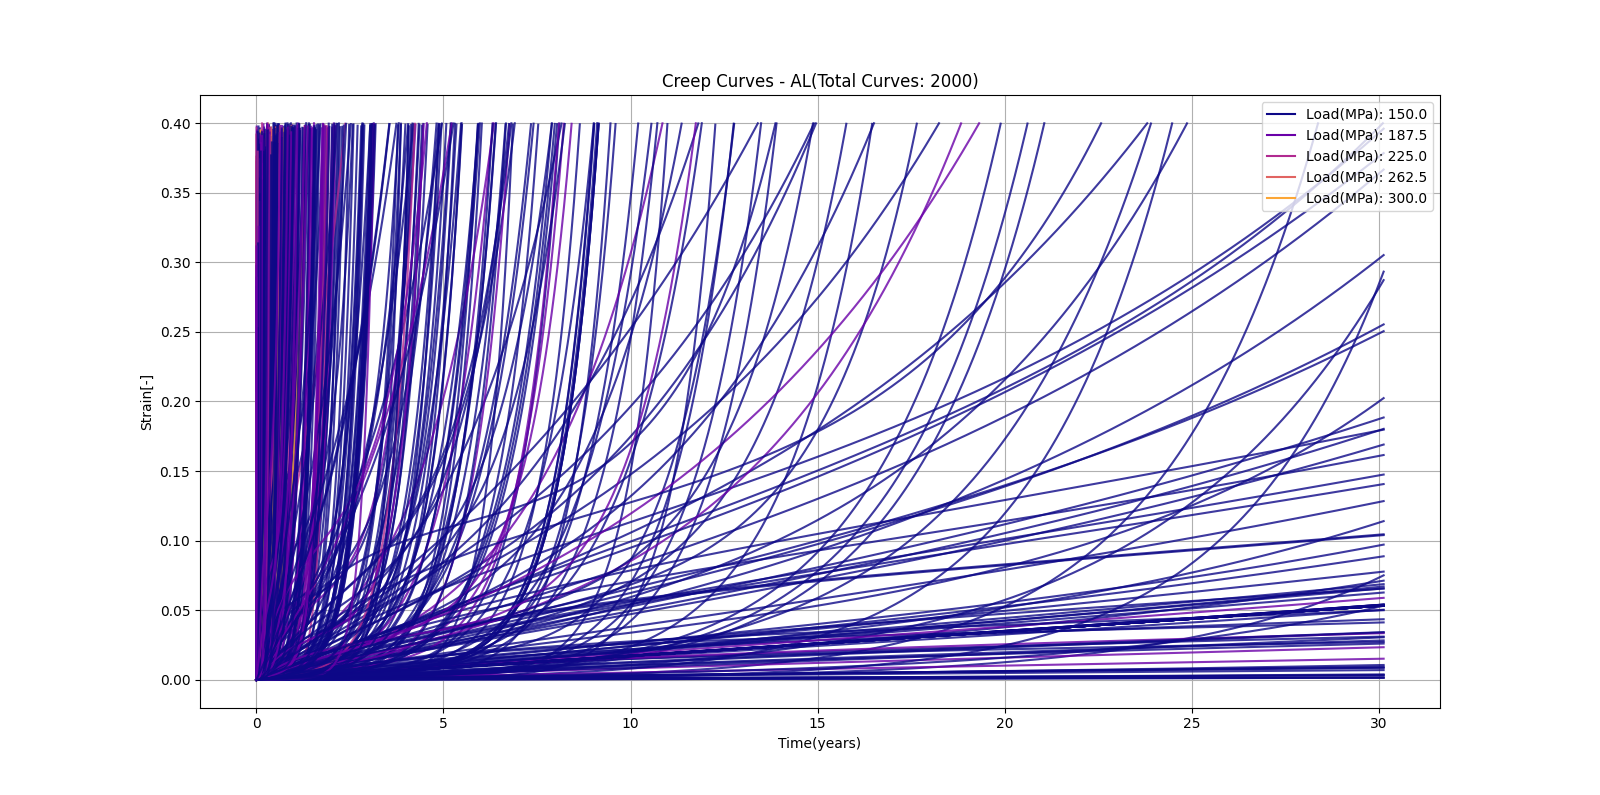 Creep Curves - AL(Total Curves: 2000)
Load(MPa): 150.0
Load(MPa): 187.5
Load(MPa): 225.0
Load(MPa): 262.5
Load(MPa): 300.0
0.40
0.35
0.30
0.25
0.20
0.15
0.10
0.05
0.00
Strain[-]
0 5 10 15 20 25 30
Time(years)